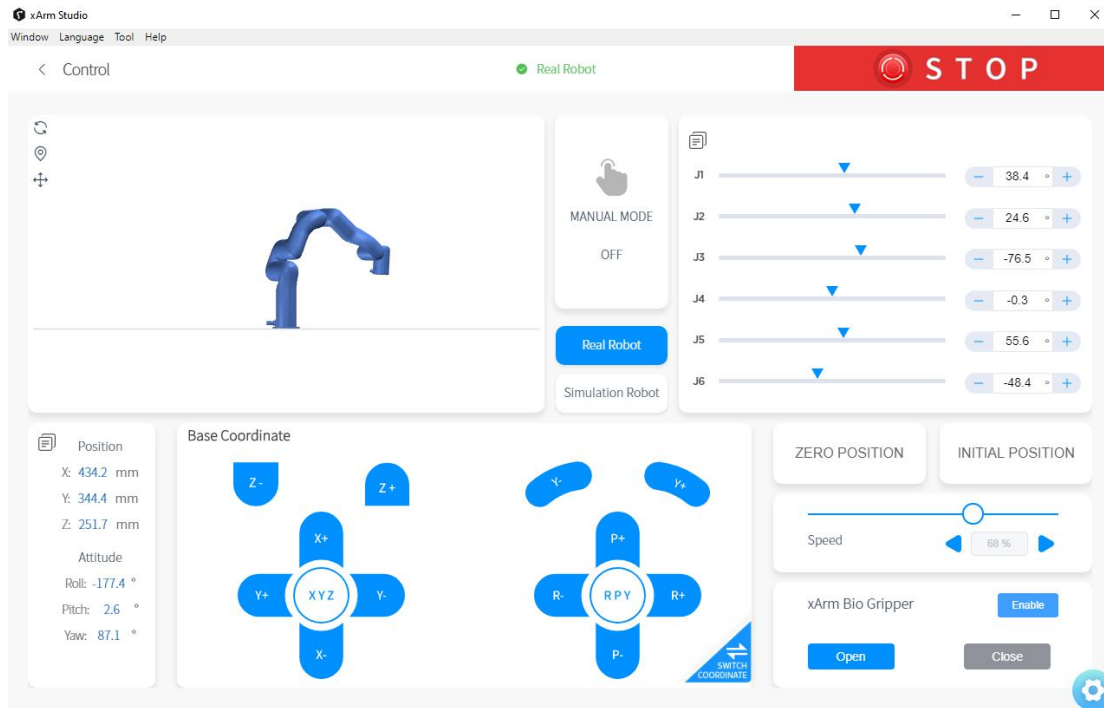 xArm Studio
Window Language Tool Help
Control
Real Robot
STOP
MANUAL MODE
OFF
Real Robot
Simulation Robot
J1 − 38.4 ° +
J2 − 24.6 ° +
J3 − -76.5 ° +
J4 − -0.3 ° +
J5 − 55.6 ° +
J6 − -48.4 ° +
Position
X: 434.2 mm
Y: 344.4 mm
Z: 251.7 mm
Attitude
Roll: -177.4 °
Pitch: 2.6 °
Yaw: 87.1 °
Base Coordinate
Z-
Z+
X+
Y+ XYZ Y-
X-
Y-
Y+
P+
R- RPY R+
P-
SWITCH
COORDINATE
ZERO POSITION
INITIAL POSITION
Speed
68 %
xArm Bio Gripper
Enable
Open
Close